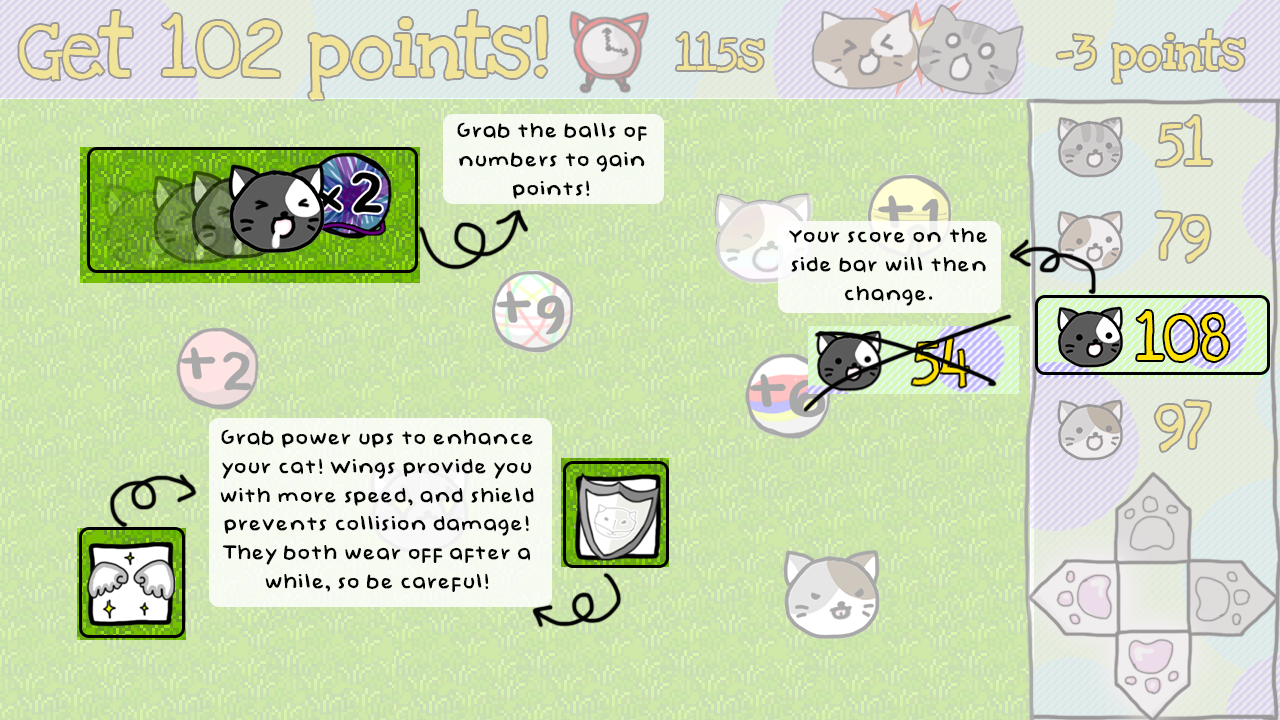 Get 102 points!
115s
-3 points
Grab the balls of
numbers to gain
points!
×2
51
+1
79
Your score on the
side bar will then
change.
+9
108
54
+2
+6
97
Grab power ups to enhance
your cat! Wings provide you
with more speed, and shield
prevents collision damage!
They both wear off after a
while, so be careful!